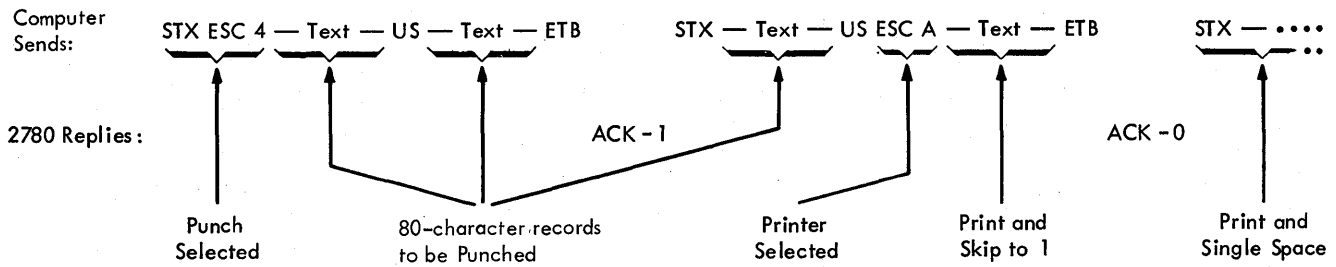 Computer
Sends:
STX ESC 4 — Text — US — Text — ETB
STX — Text — US ESC A — Text — ETB
STX — ••••
2780 Replies:
ACK - 1
ACK - 0
Punch
Selected
80-character records
to be Punched
Printer
Selected
Print and
Skip to 1
Print and
Single Space